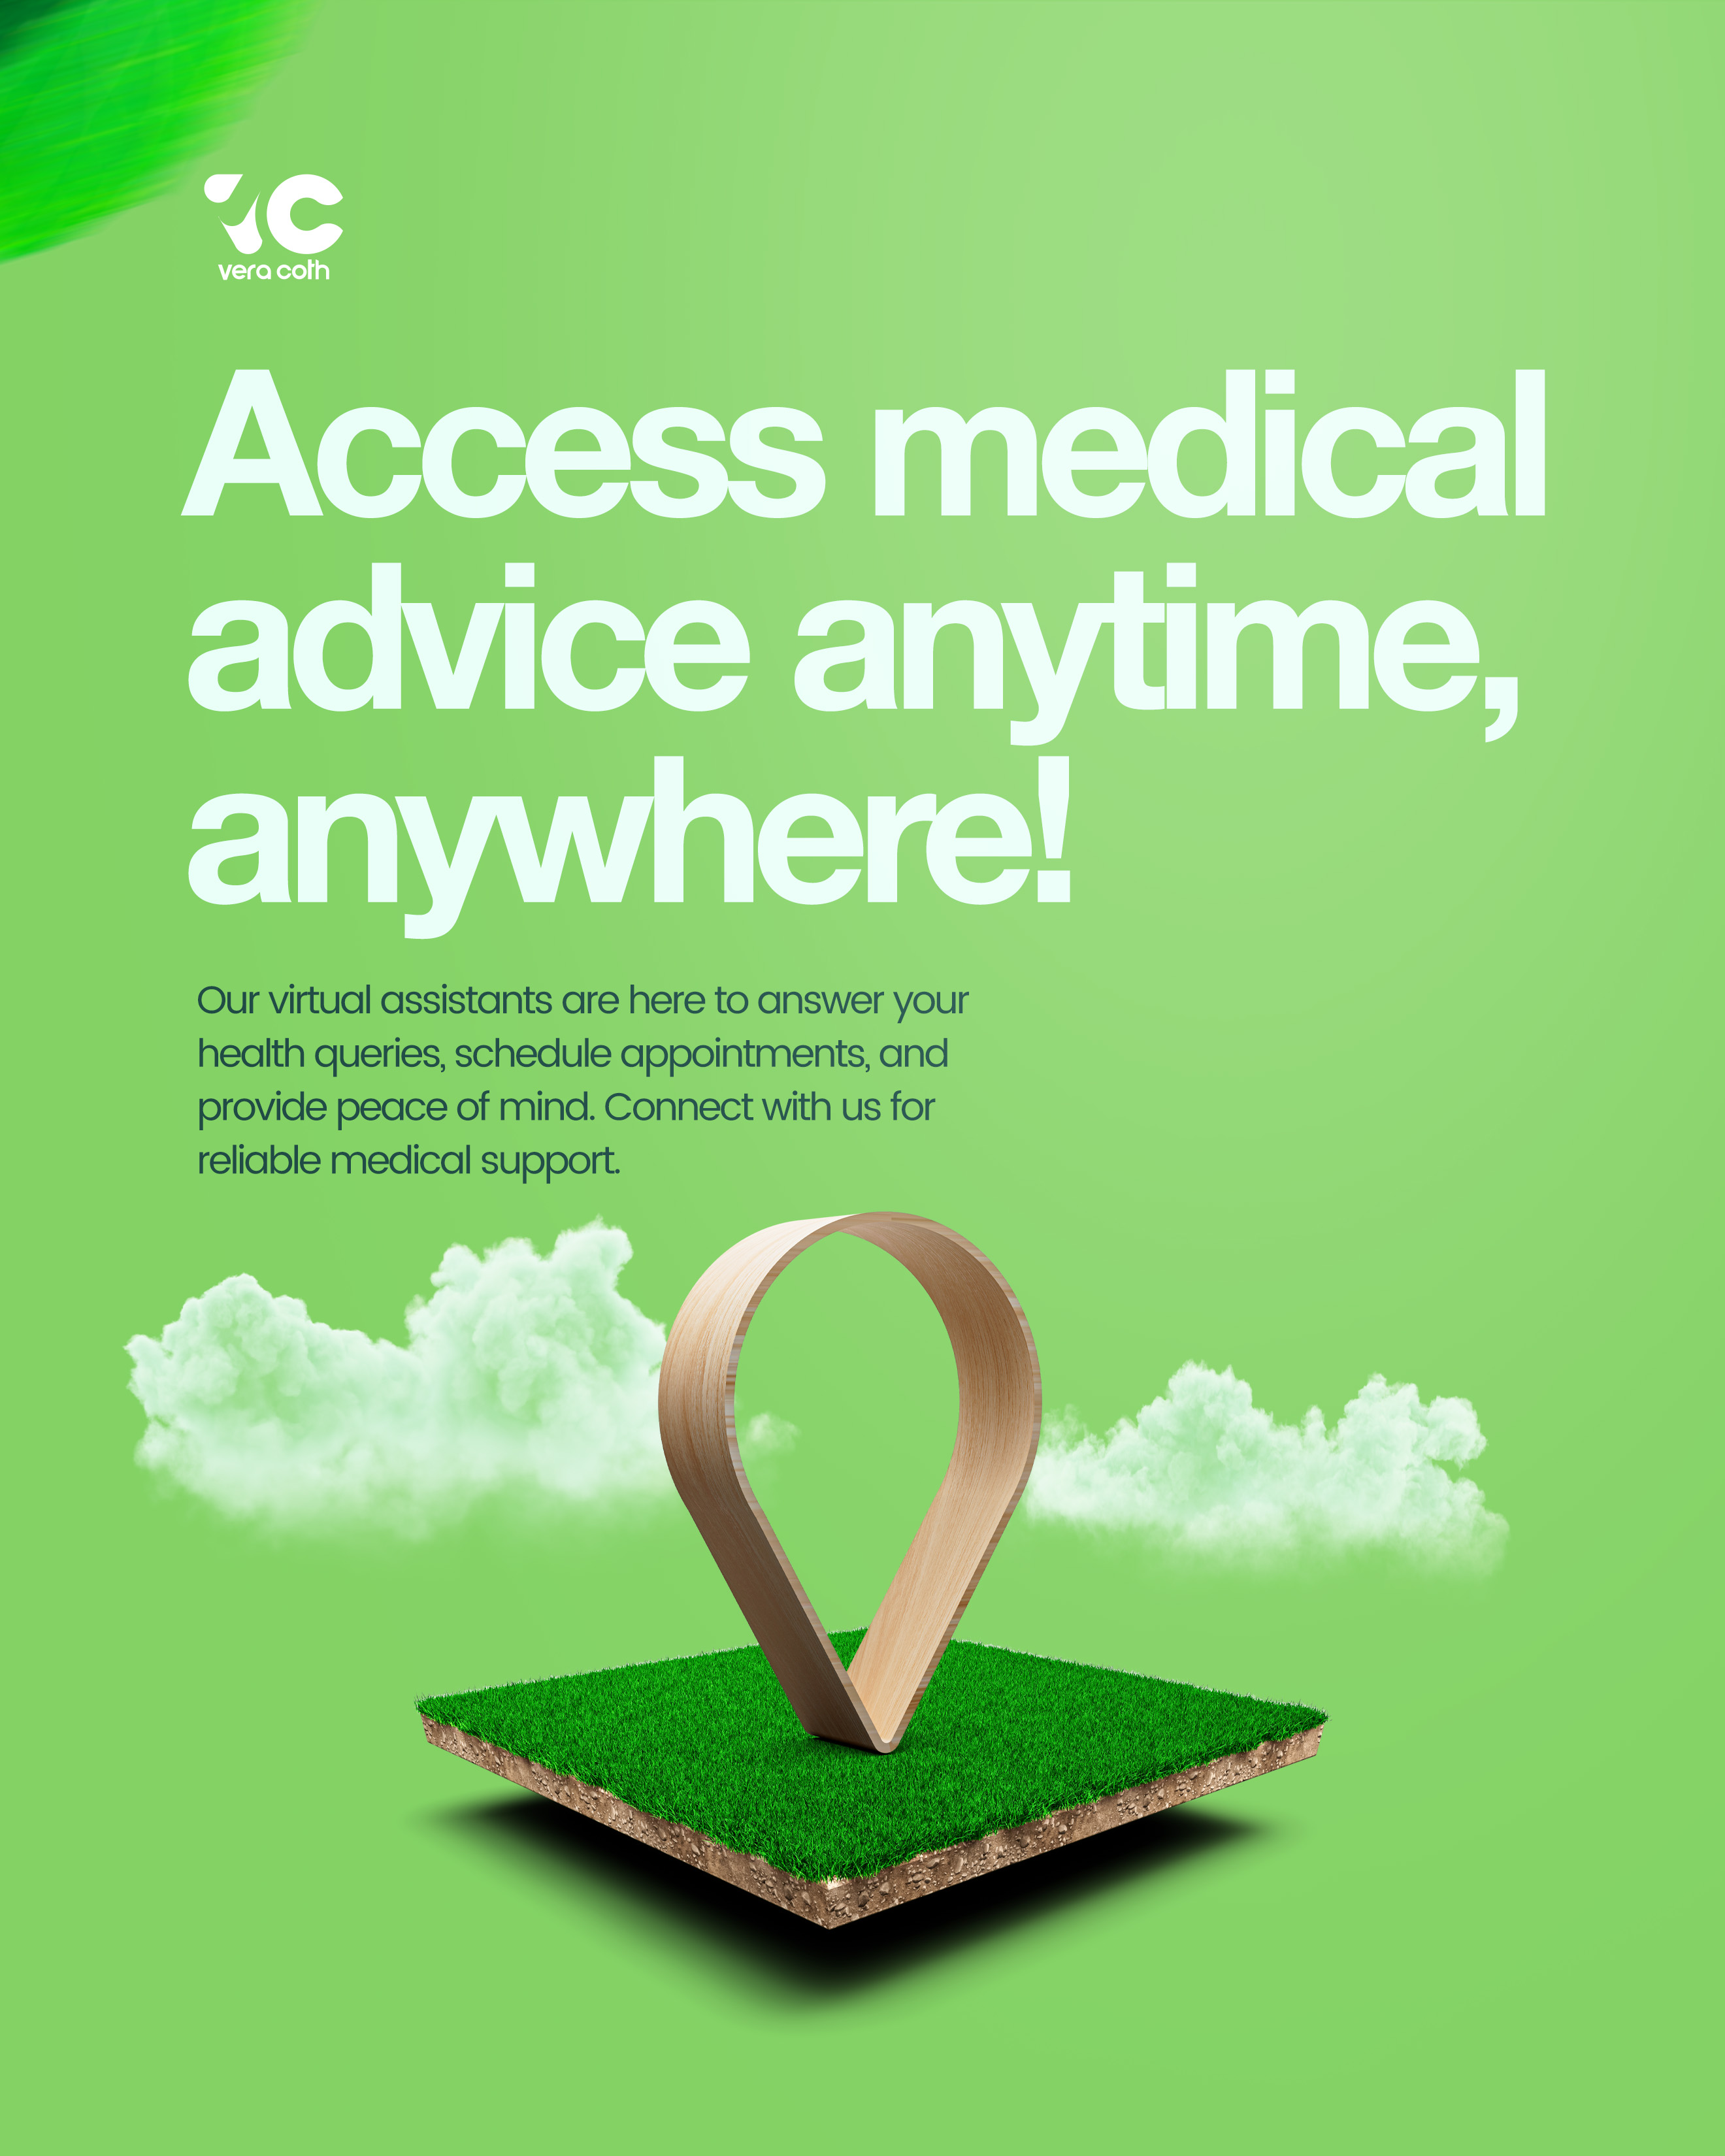 vc
vera coth
Access medical
advice anytime,
anywhere!
Our virtual assistants are here to answer your
health queries, schedule appointments, and
provide peace of mind. Connect with us for
reliable medical support.